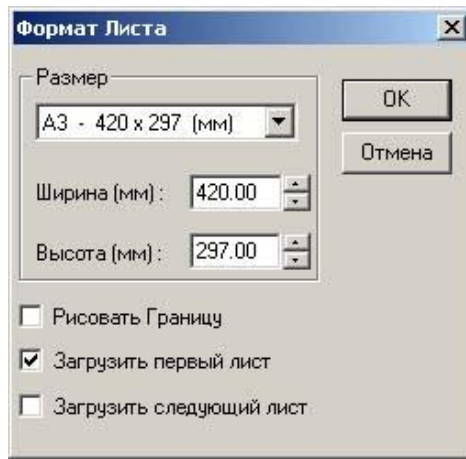 Формат Листа
Размер
А3 - 420 x 297 (мм)
Ширина (мм) : 420.00
Высота (мм) : 297.00
OK
Отмена
Рисовать Границу
Загрузить первый лист
Загрузить следующий лист